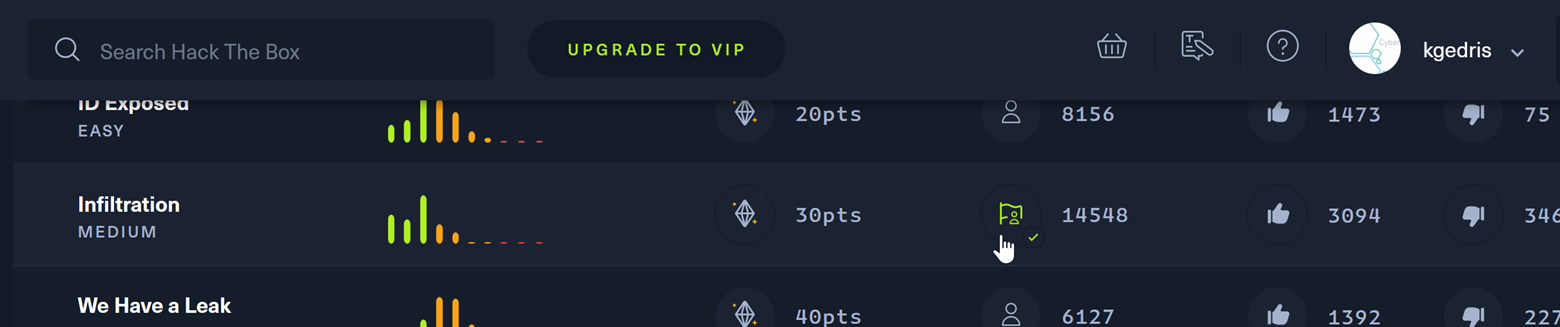 Search Hack The Box UPGRADE TO VIP kgedris
ID Exposed
EASY 20pts 8156 1473 75
Infiltration
MEDIUM 30pts 14548 3094 346
We Have a Leak 40pts 6127 1392 227